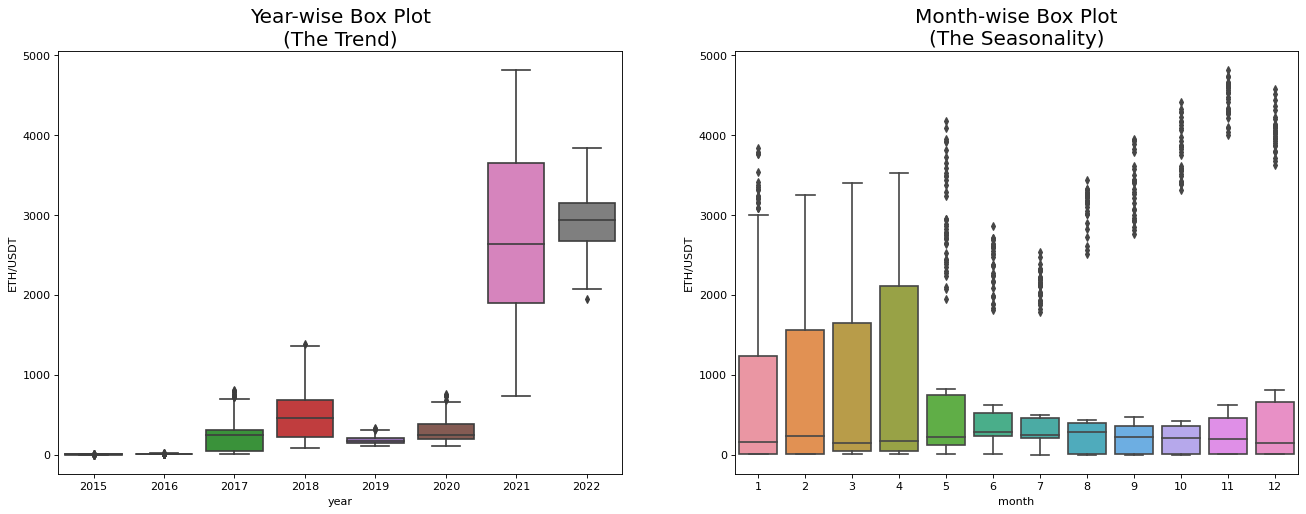 Year-wise Box Plot
(The Trend)
ETH/USDT
5000
4000
3000
2000
1000
0
2015 2016 2017 2018 2019 2020 2021 2022
year
Month-wise Box Plot
(The Seasonality)
ETH/USDT
5000
4000
3000
2000
1000
0
1 2 3 4 5 6 7 8 9 10 11 12
month